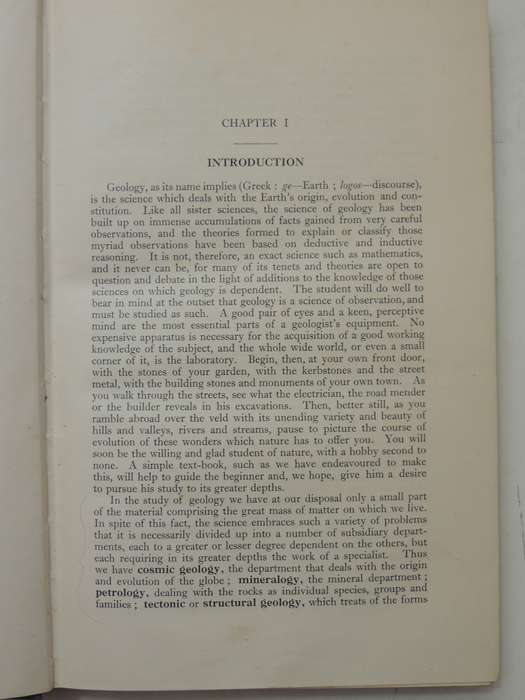 CHAPTER I
INTRODUCTION
Geology, as its name implies (Greek : ge—Earth ; logos—discourse),
is the science which deals with the Earth's origin, evolution and con-
stitution. Like all sister sciences, the science of geology has been
built up on immense accumulations of facts gained from very careful
observations, and the theories formed to explain or classify those
myriad observations have been based on deductive and inductive
reasoning. It is not, therefore, an exact science such as mathematics,
and it never can be, for many of its tenets and theories are open to
question and debate in the light of additions to the knowledge of those
sciences on which geology is dependent. The student will do well to
bear in mind at the outset that geology is a science of observation, and
must be studied as such. A good pair of eyes and a keen, perceptive
mind are the most essential parts of a geologist's equipment. No
expensive apparatus is necessary for the acquisition of a good working
knowledge of the subject, and the whole wide world, or even a small
corner of it, is the laboratory. Begin, then, at your own front door,
with the stones of your garden, with the kerbstones and the street
metal, with the building stones and monuments of your own town. As
you walk through the streets, see what the electrician, the road mender
or the builder reveals in his excavations. Then, better still, as you
ramble abroad over the veld with its unending variety and beauty of
hills and valleys, rivers and streams, pause to picture the course of
evolution of these wonders which nature has to offer you. You will
soon be the willing and glad student of nature, with a hobby second to
none. A simple text-book, such as we have endeavoured to make
this, will help to guide the beginner and, we hope, give him a desire
to pursue his study to its greater depths.
In the study of geology we have at our disposal only a small part
of the material comprising the great mass of matter on which we live.
In spite of this fact, the science embraces such a variety of problems
that it is necessarily divided up into a number of subsidiary depart-
ments, each to a greater or lesser degree dependent on the others, but
each requiring in its greater depths the work of a specialist. Thus
we have cosmic geology, the department that deals with the origin
and evolution of the globe ; mineralogy, the mineral department ;
petrology, dealing with the rocks as individual species, groups and
families ; tectonic or structural geology, which treats of the forms